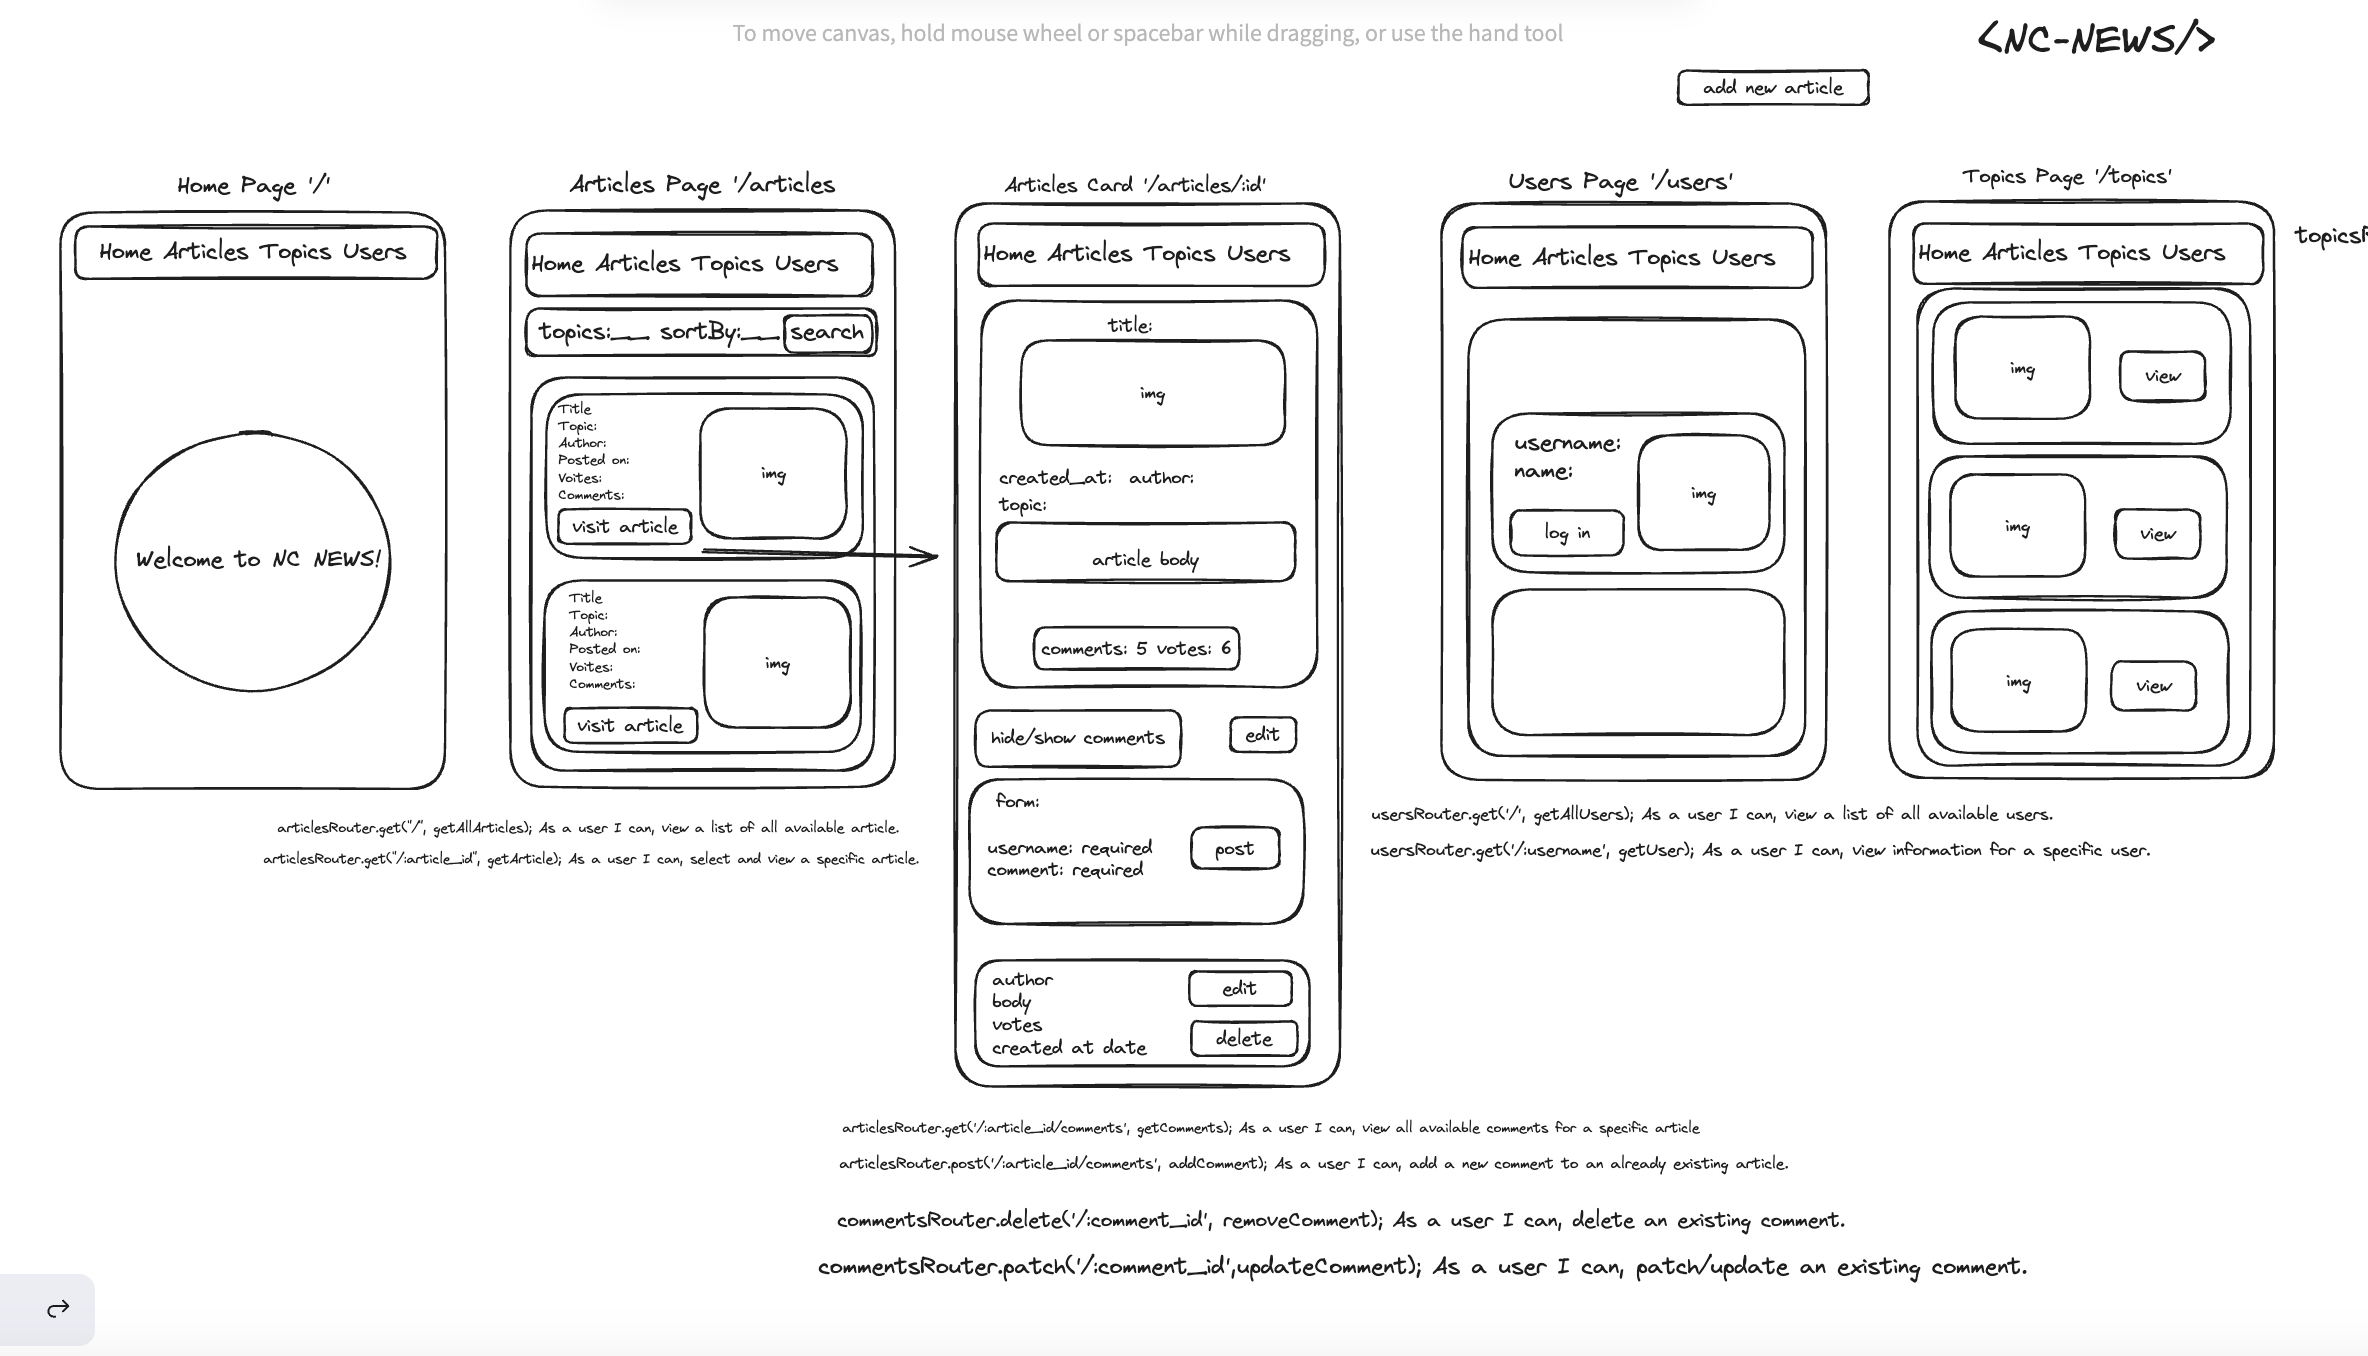 To move canvas, hold mouse wheel or spacebar while dragging, or use the hand tool
<NC-NEWS/>
add new article
Home Page '/'
Home Articles Topics Users
Welcome to NC NEWS!
Articles Page '/articles
Home Articles Topics Users
topics:___ sortBy:___ search
Title
Topic:
Author:
Posted on:
Voites:
Comments:
visit article
img
Title
Topic:
Author:
Posted on:
Voites:
Comments:
visit article
img
articlesRouter.get("/", getAllArticles); As a user I can, view a list of all available article.
articlesRouter.get("/:article_id", getArticle); As a user I can, select and view a specific article.
Articles Card '/articles/:id'
Home Articles Topics Users
title:
img
created_at: author:
topic:
article body
comments: 5 votes: 6
hide/show comments
edit
form:
username: required
comment: required
post
author
body
votes
created at date
edit
delete
articlesRouter.get('/:article_id/comments', getComments); As a user I can, view all available comments for a specific article
articlesRouter.post('/:article_id/comments', addComment); As a user I can, add a new comment to an already existing article.
commentsRouter.delete('/:comment_id', removeComment); As a user I can, delete an existing comment.
commentsRouter.patch('/:comment_id',updateComment); As a user I can, patch/update an existing comment.
Users Page '/users'
Home Articles Topics Users
username:
name:
log in
img
usersRouter.get('/', getAllUsers); As a user I can, view a list of all available users.
usersRouter.get('/:username', getUser); As a user I can, view information for a specific user.
Topics Page '/topics'
Home Articles Topics Users
img
view
img
view
img
view